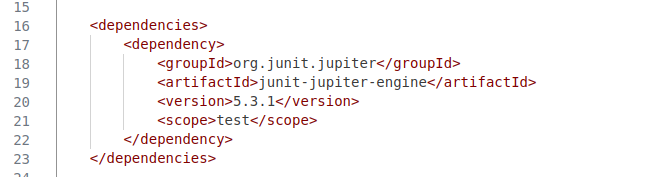 15
16 <dependencies>
17 <dependency>
18 <groupId>org.junit.jupiter</groupId>
19 <artifactId>junit-jupiter-engine</artifactId>
20 <version>5.3.1</version>
21 <scope>test</scope>
22 </dependency>
23 </dependencies>